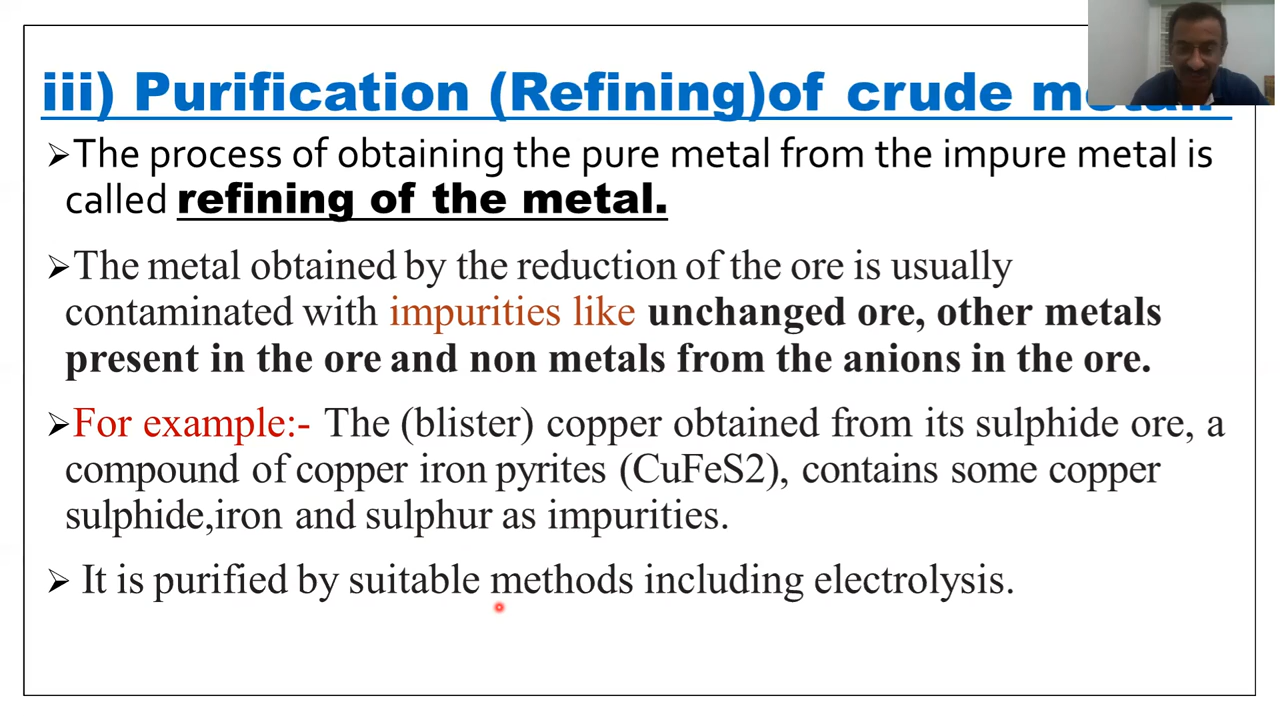 iii) Purification (Refining)of crude metal.
➢The process of obtaining the pure metal from the impure metal is
called refining of the metal.
➢The metal obtained by the reduction of the ore is usually
contaminated with impurities like unchanged ore, other metals
present in the ore and non metals from the anions in the ore.
➢For example:- The (blister) copper obtained from its sulphide ore, a
compound of copper iron pyrites (CuFeS2), contains some copper
sulphide,iron and sulphur as impurities.
➢ It is purified by suitable methods including electrolysis.